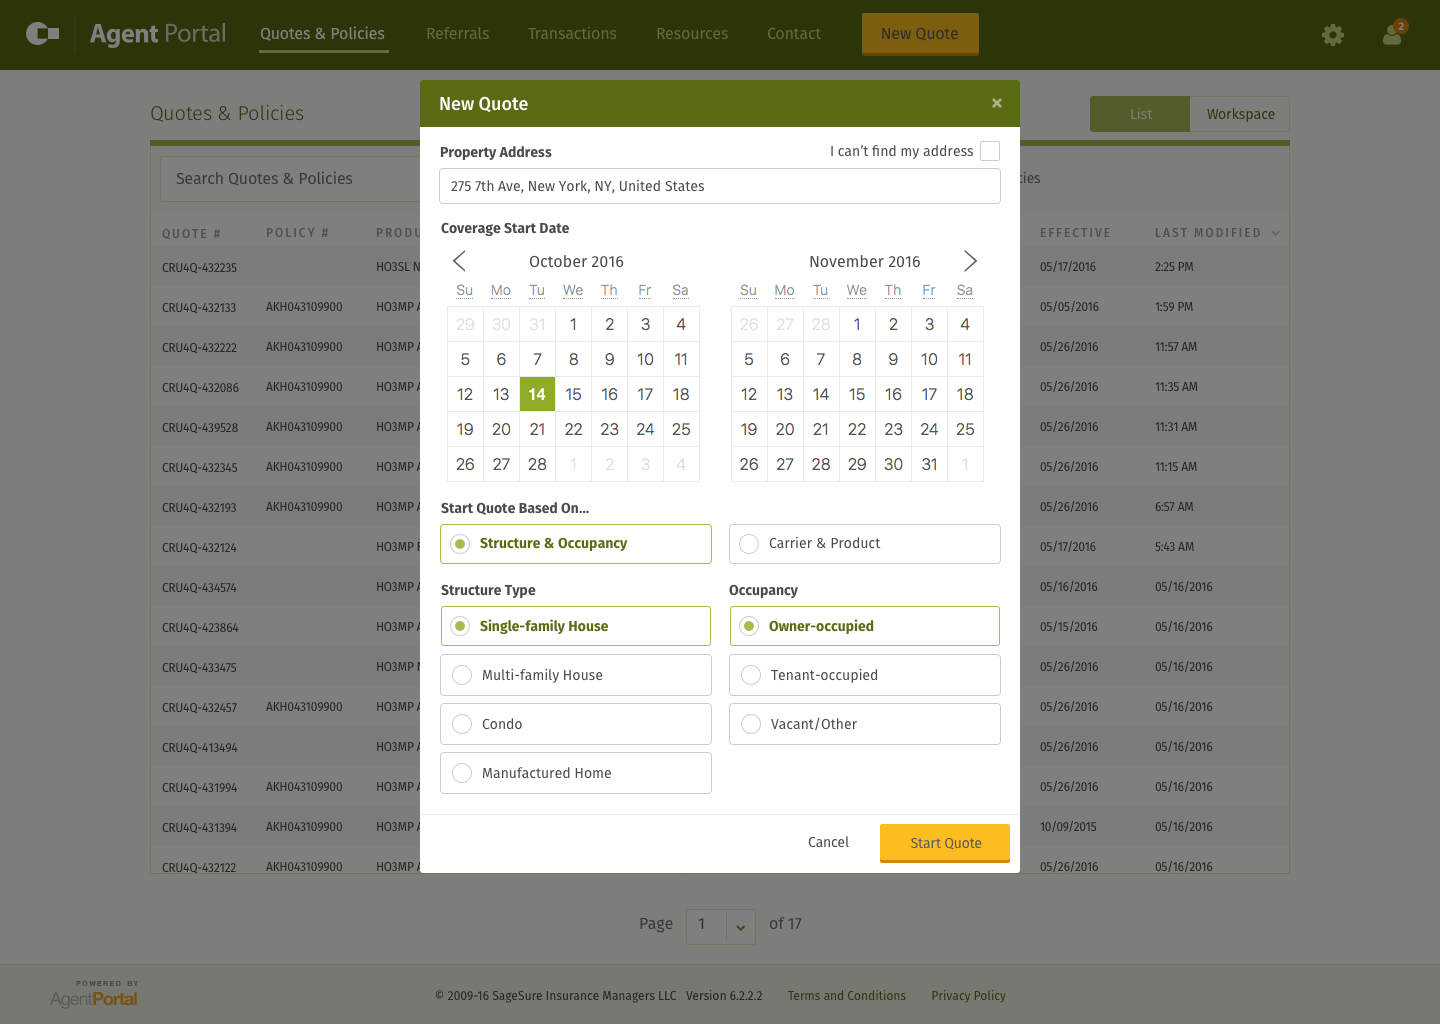 Agent Portal
Quotes & Policies
Referrals
Transactions
Resources
Contact
New Quote
2
Quotes & Policies
List
Workspace
Search Quotes & Policies
QUOTE #
POLICY #
EFFECTIVE
LAST MODIFIED
CRU4Q-432235 HO3SL 05/17/2016 2:25 PM
CRU4Q-432133 AKH043109900 HO3MP 05/05/2016 1:59 PM
CRU4Q-432222 AKH043109900 HO3MP 05/26/2016 11:57 AM
CRU4Q-432086 AKH043109900 HO3MP 05/26/2016 11:35 AM
CRU4Q-439528 AKH043109900 HO3MP 05/26/2016 11:31 AM
CRU4Q-432345 AKH043109900 HO3MP 05/26/2016 11:15 AM
CRU4Q-432193 AKH043109900 HO3MP 05/26/2016 6:57 AM
CRU4Q-432124 HO3MP 05/17/2016 5:43 AM
CRU4Q-434574 HO3MP 05/16/2016 05/16/2016
CRU4Q-423864 HO3MP 05/15/2016 05/16/2016
CRU4Q-433475 HO3MP 05/26/2016 05/16/2016
CRU4Q-432457 AKH043109900 HO3MP 05/26/2016 05/16/2016
CRU4Q-413494 HO3MP 05/26/2016 05/16/2016
CRU4Q-431994 AKH043109900 HO3MP 05/26/2016 05/16/2016
CRU4Q-431394 AKH043109900 HO3MP 10/09/2015 05/16/2016
CRU4Q-432122 AKH043109900 HO3MP 05/26/2016 05/16/2016
New Quote ×
Property Address
I can't find my address
275 7th Ave, New York, NY, United States
Coverage Start Date
October 2016
Su Mo Tu We Th Fr Sa
29 30 31 1 2 3 4
5 6 7 8 9 10 11
12 13 14 15 16 17 18
19 20 21 22 23 24 25
26 27 28 1 2 3 4
November 2016
Su Mo Tu We Th Fr Sa
26 27 28 1 2 3 4
5 6 7 8 9 10 11
12 13 14 15 16 17 18
19 20 21 22 23 24 25
26 27 28 29 30 31 1
Start Quote Based On...
Structure & Occupancy
Carrier & Product
Structure Type
Single-family House
Multi-family House
Condo
Manufactured Home
Occupancy
Owner-occupied
Tenant-occupied
Vacant/Other
Cancel
Start Quote
Page 1 of 17
POWERED BY
AgentPortal
© 2009-16 SageSure Insurance Managers LLC Version 6.2.2.2
Terms and Conditions
Privacy Policy